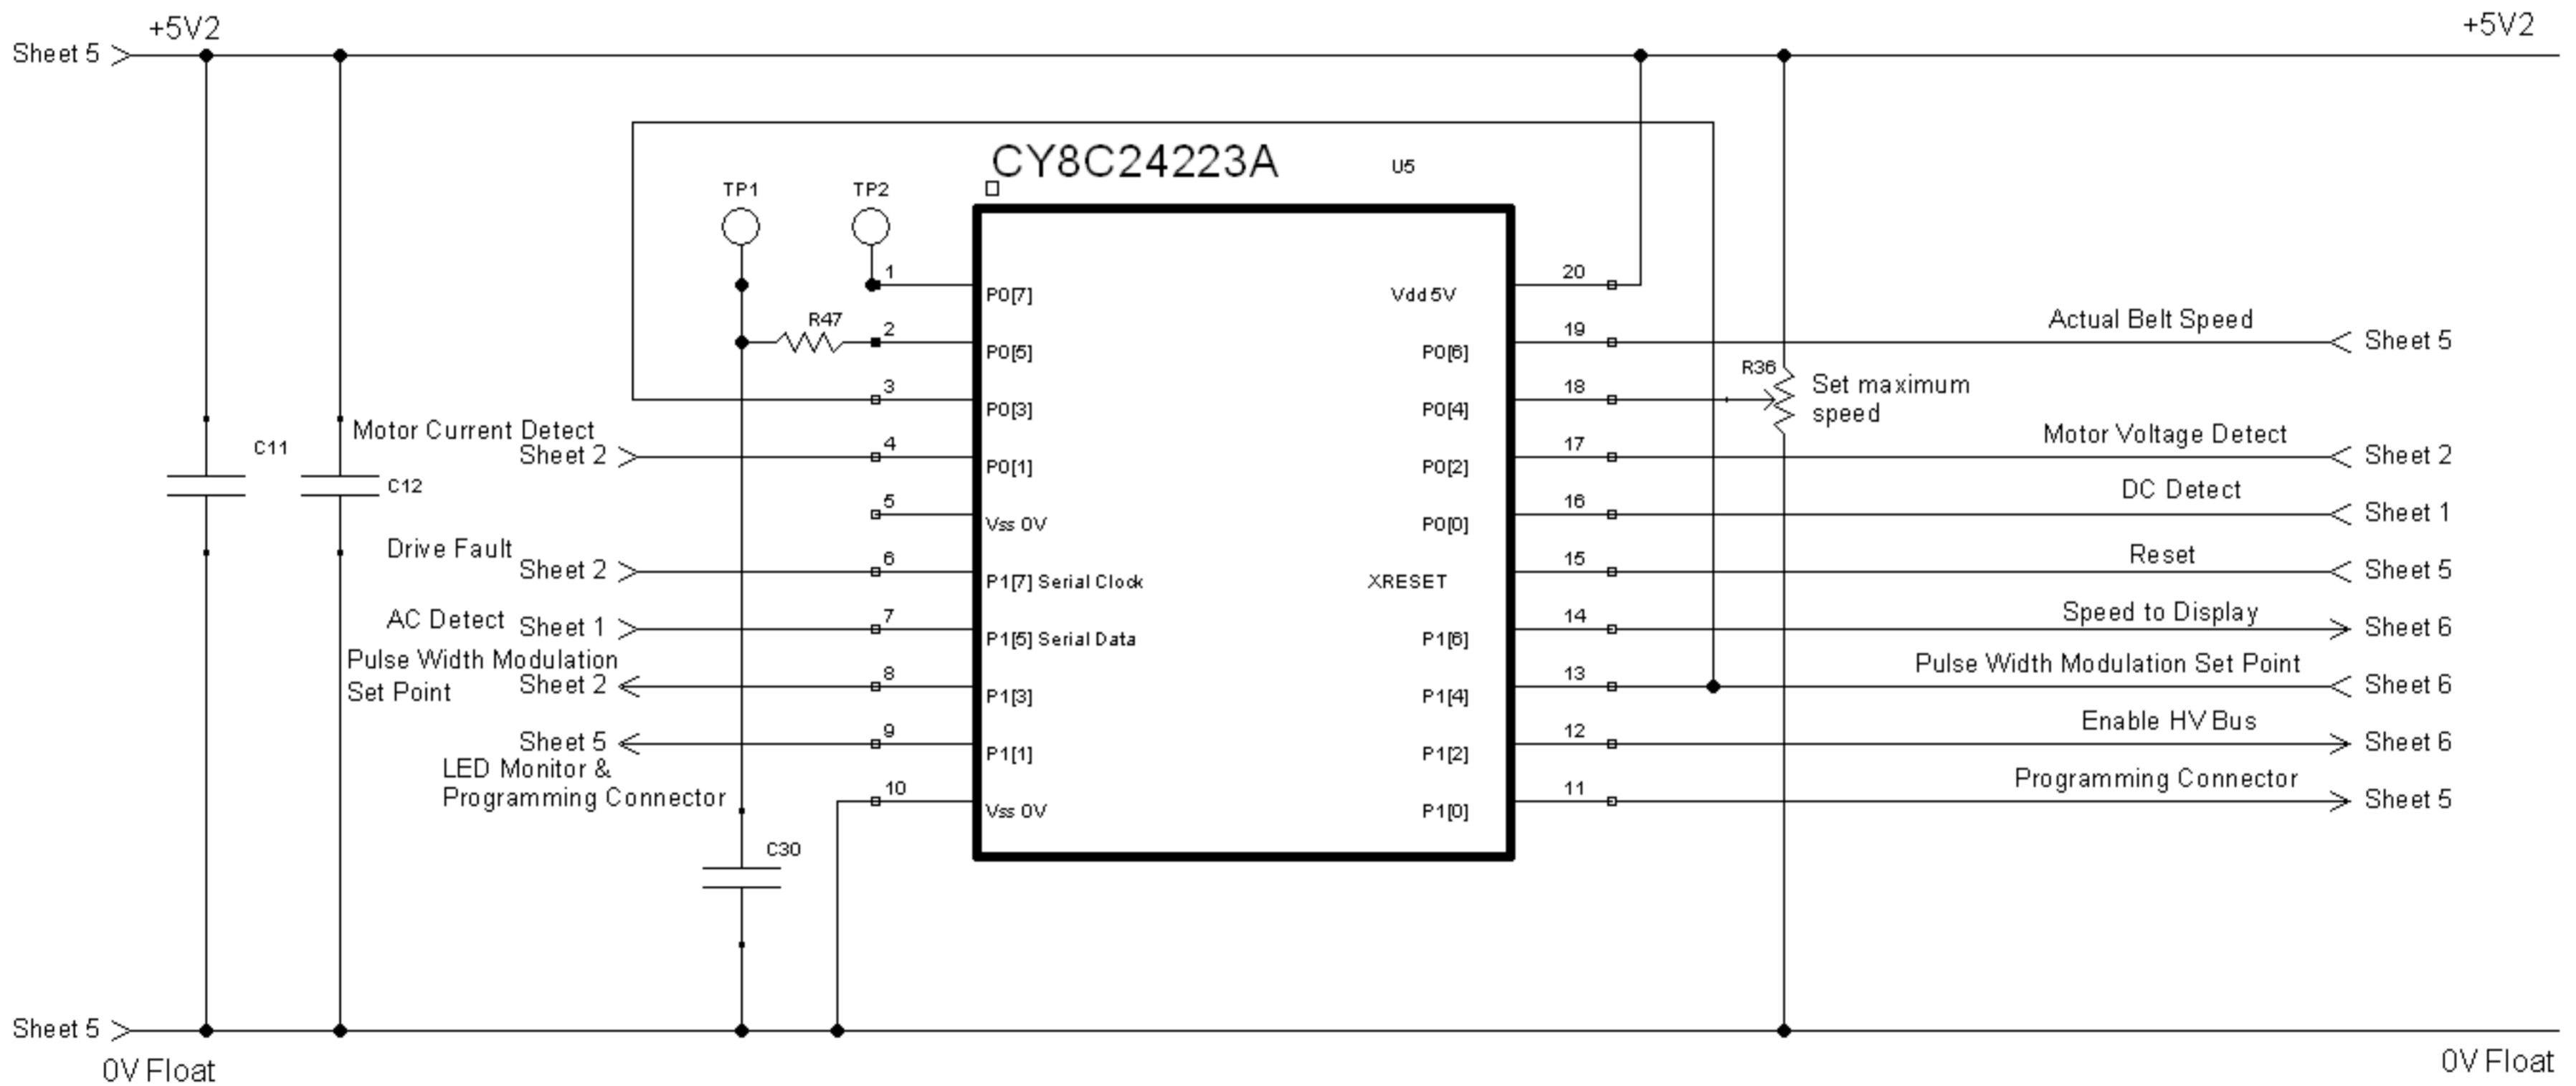 +5V2
+5V2
Sheet 5
CY8C24223A
U5
TP1
TP2
1
P0[7]
20
Vdd 5V
R47
2
P0[5]
19
P0[6]
Actual Belt Speed
Sheet 5
3
P0[3]
18
P0[4]
R36
Set maximum
speed
Motor Current Detect
Sheet 2
4
P0[1]
17
P0[2]
Motor Voltage Detect
Sheet 2
C11
C12
5
Vss 0V
16
P0[0]
DC Detect
Sheet 1
Drive Fault
Sheet 2
6
P1[7] Serial Clock
15
XRESET
Reset
Sheet 5
AC Detect
Sheet 1
7
P1[5] Serial Data
14
P1[6]
Speed to Display
Sheet 6
Pulse Width Modulation
Set Point
Sheet 2
8
P1[3]
13
P1[4]
Pulse Width Modulation Set Point
Sheet 6
Sheet 5
9
P1[1]
12
P1[2]
Enable HV Bus
Sheet 6
LED Monitor &
Programming Connector
10
Vss 0V
11
P1[0]
Programming Connector
Sheet 5
C30
Sheet 5
0V Float
0V Float